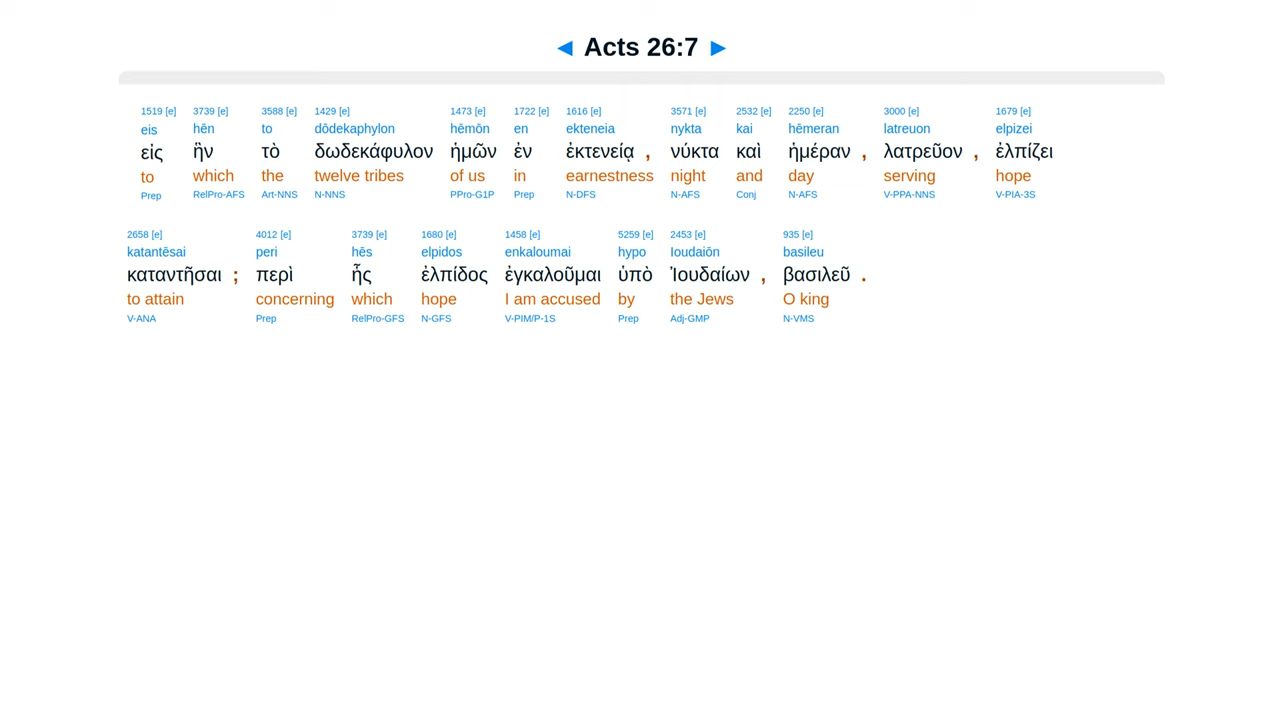 ◄ Acts 26:7 ►
1519 [e] 3739 [e] 3588 [e] 1429 [e] 1473 [e] 1722 [e] 1616 [e] 3571 [e] 2532 [e] 2250 [e] 3000 [e] 1679 [e]
eis hēn to dōdekaphylon hēmōn en ekteneia nykta kai hēmeran latreuon elpizei
εἰς ἣν τὸ δωδεκάφυλον ἡμῶν ἐν ἐκτενείᾳ , νύκτα καὶ ἡμέραν , λατρεῦον , ἐλπίζει
to which the twelve tribes of us in earnestness night and day serving hope
Prep RelPro-AFS Art-NNS N-NNS PPro-G1P Prep N-DFS N-AFS Conj N-AFS V-PPA-NNS V-PIA-3S
2658 [e] 4012 [e] 3739 [e] 1680 [e] 1458 [e] 5259 [e] 2453 [e] 935 [e]
katantēsai peri hēs elpidos enkaloumai hypo Ioudaiōn basileu
καταντῆσαι ; περὶ ἧς ἐλπίδος ἐγκαλοῦμαι ὑπὸ Ἰουδαίων , βασιλεῦ .
to attain concerning which hope I am accused by the Jews O king
V-ANA Prep RelPro-GFS N-GFS V-PIM/P-1S Prep Adj-GMP N-VMS